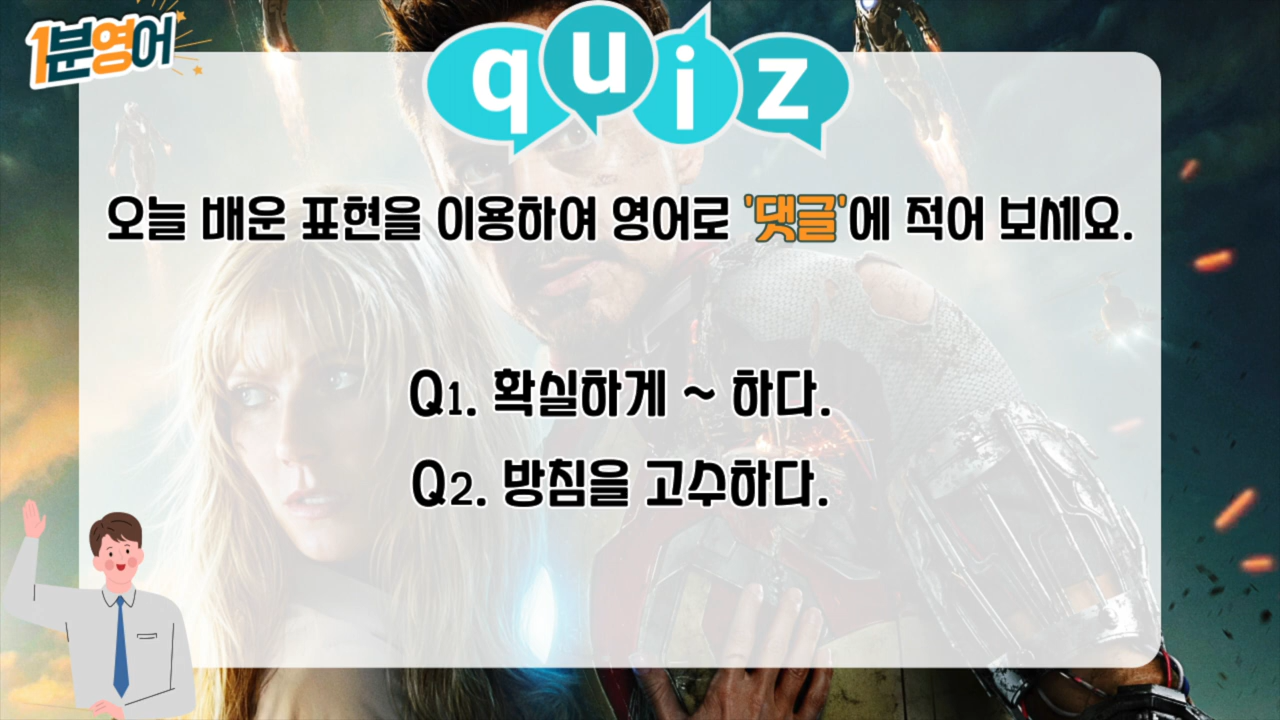 1분영어
quiz
오늘 배운 표현을 이용하여 영어로 '댓글'에 적어 보세요.
Q1. 확실하게 ~ 하다.
Q2. 방침을 고수하다.